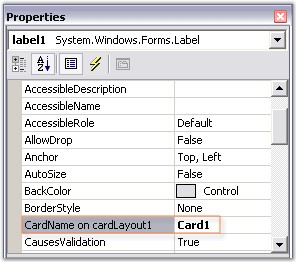 Properties
label1 System.Windows.Forms.Label
AccessibleDescription
AccessibleName
AccessibleRole Default
AllowDrop False
Anchor Top, Left
AutoSize False
BackColor Control
BorderStyle None
CardName on cardLayout1 Card1
CausesValidation True